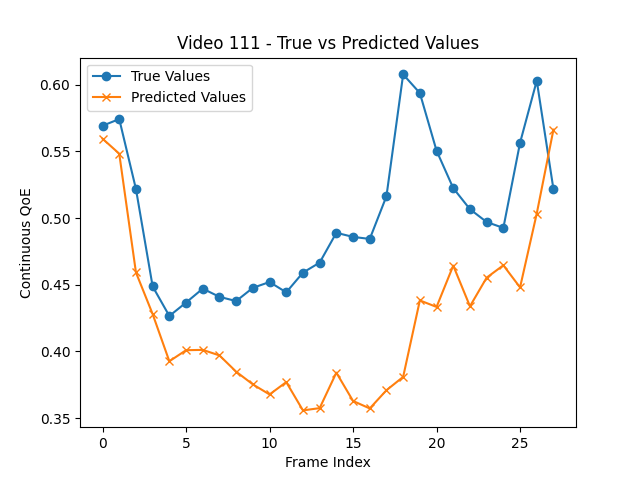 Video 111 - True vs Predicted Values
True Values
Predicted Values
0.60
0.55
0.50
0.45
0.40
0.35
Continuous QoE
0 5 10 15 20 25
Frame Index